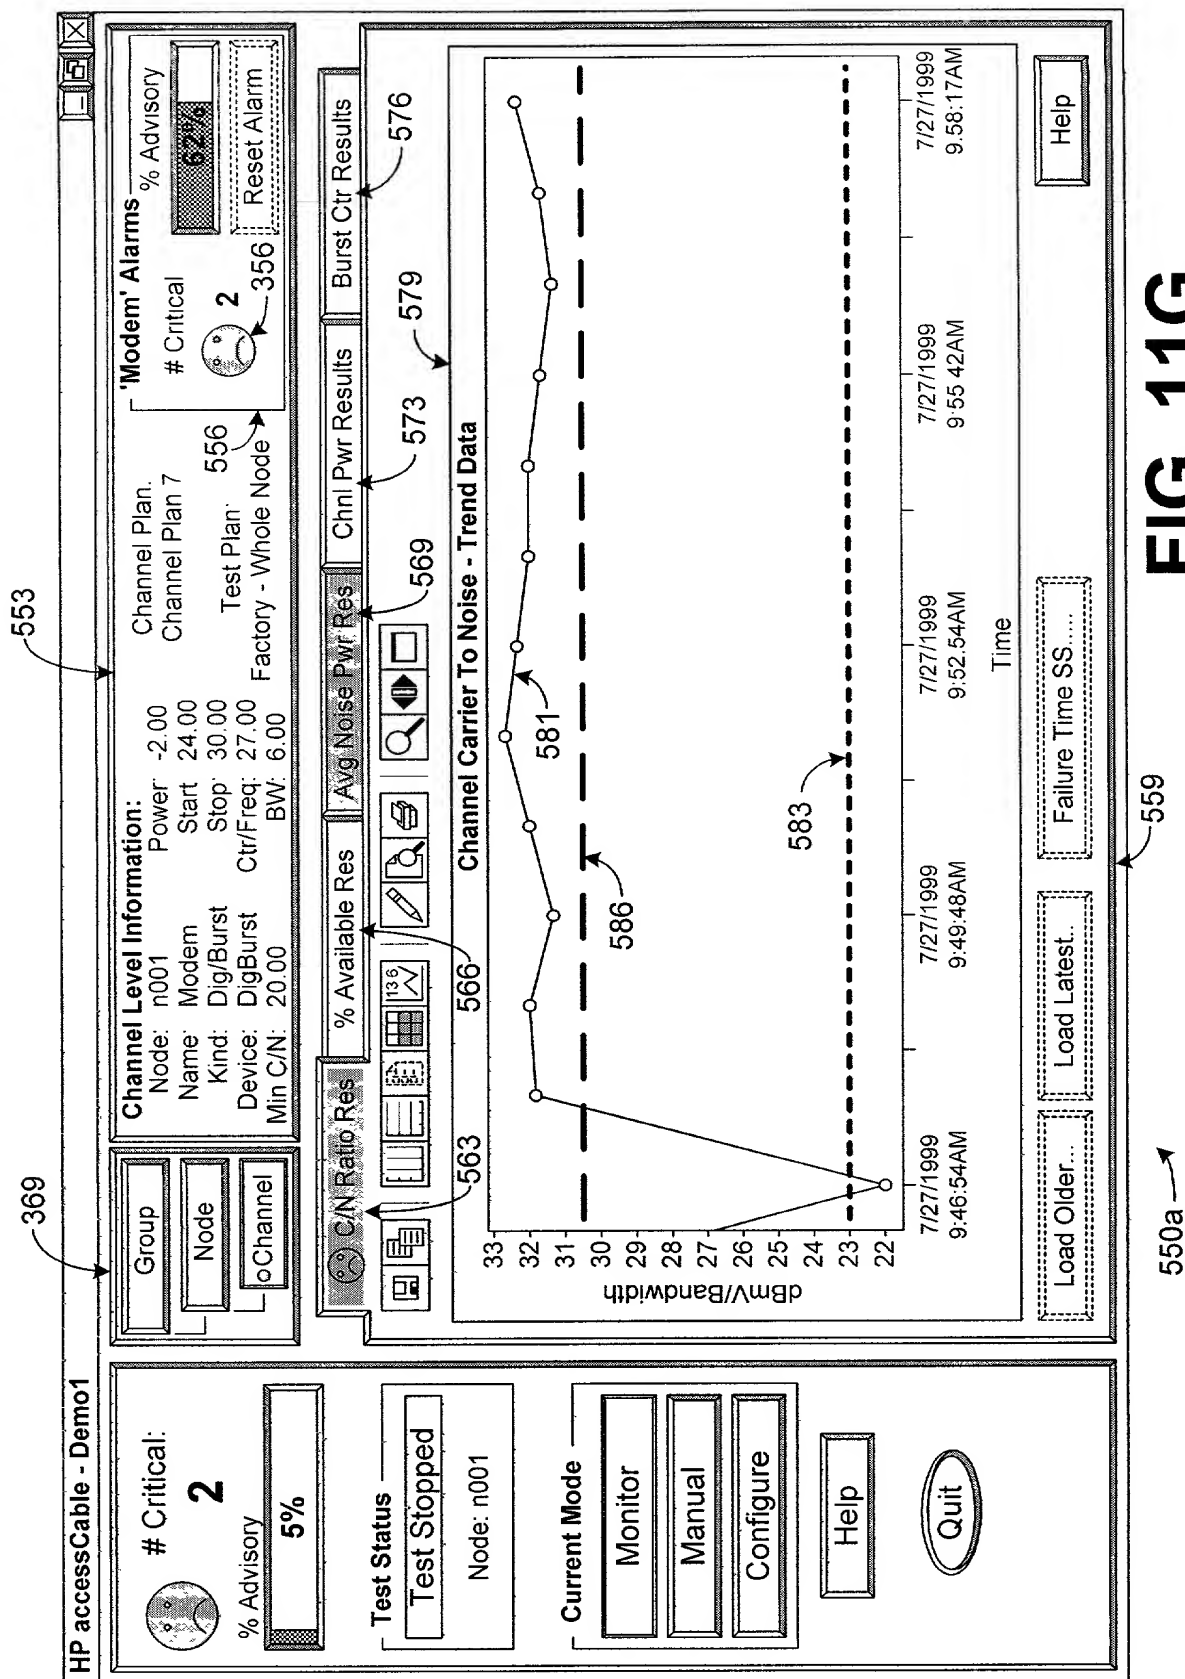 HP accessCable - Demo1
# Critical:
2
% Advisory
5%
Test Status
Test Stopped
Node: n001
Current Mode
Monitor
Manual
Configure
Help
Quit
369
Group
Node
oChannel
553
Channel Level Information:
Node: n001
Name: Modem
Kind: Dig/Burst
Device: DigBurst
Min C/N: 20.00
Power: -2.00
Start 24.00
Stop: 30.00
Ctr/Freq: 27.00
BW: 6.00
Channel Plan.
Channel Plan 7
Test Plan:
Factory - Whole Node
556
'Modem' Alarms
# Critical
2
356
% Advisory
62%
Reset Alarm
C/N Ratio Res
% Available Res
Avg Noise Pwr Res
Chnl Pwr Results
Burst Ctr Results
563
566
569
573
576
579
13 6
Channel Carrier To Noise - Trend Data
dBmV/Bandwidth
33
32
31
30
29
28
27
26
25
24
23
22
581
586
583
7/27/1999
9:46:54AM
7/27/1999
9:49:48AM
7/27/1999
9:52.54AM
7/27/1999
9:55 42AM
7/27/1999
9.58:17AM
Time
Load Older...
Load Latest..
Failure Time SS.....
Help
559
550a
FIG 11G